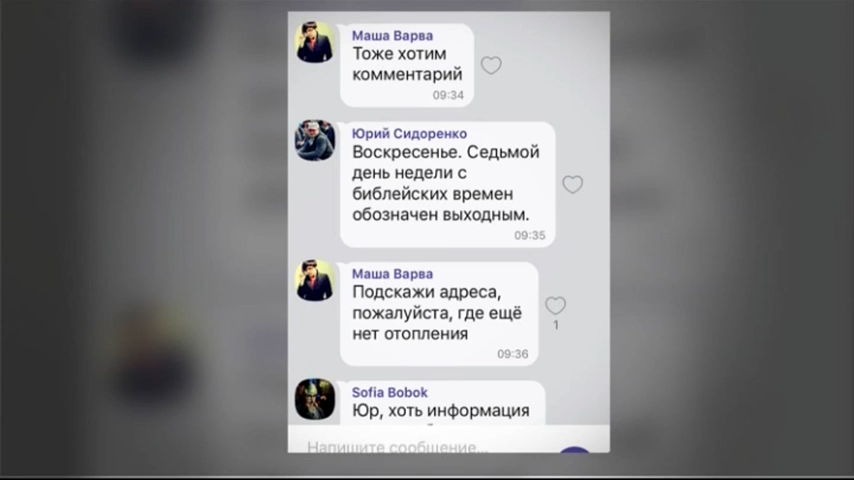 Маша Варва
Тоже хотим
комментарий
09:34
Юрий Сидоренко
Воскресенье. Седьмой
день недели с
библейских времен
обозначен выходным.
09:35
Маша Варва
Подскажи адреса,
пожалуйста, где ещё
нет отопления
1
09:36
Sofia Bobok
Юр, хоть информация
Напишите сообщение...